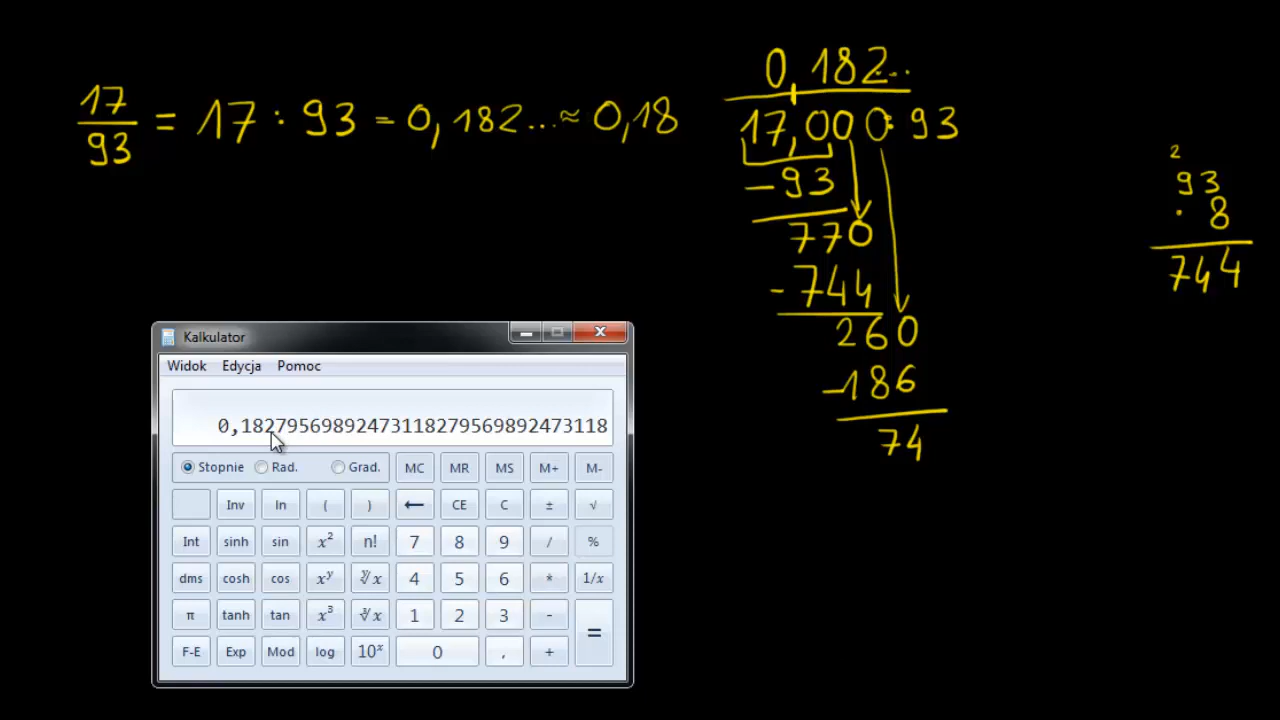 17/93 = 17 : 93 = 0,182... ≈ 0,18
0,182...
17,000 : 93
-93
770
-744
260
-186
74
2
93
· 8
744
Kalkulator
Widok Edycja Pomoc
0,18279569892473118279569892473118
Stopnie Rad. Grad. MC MR MS M+ M-
Inv ln ( ) ← CE C ± √
Int sinh sin x² n! 7 8 9 / %
dms cosh cos xʸ ʸ√x 4 5 6 * 1/x
π tanh tan x³ ³√x 1 2 3 - =
F-E Exp Mod log 10ˣ 0 , +